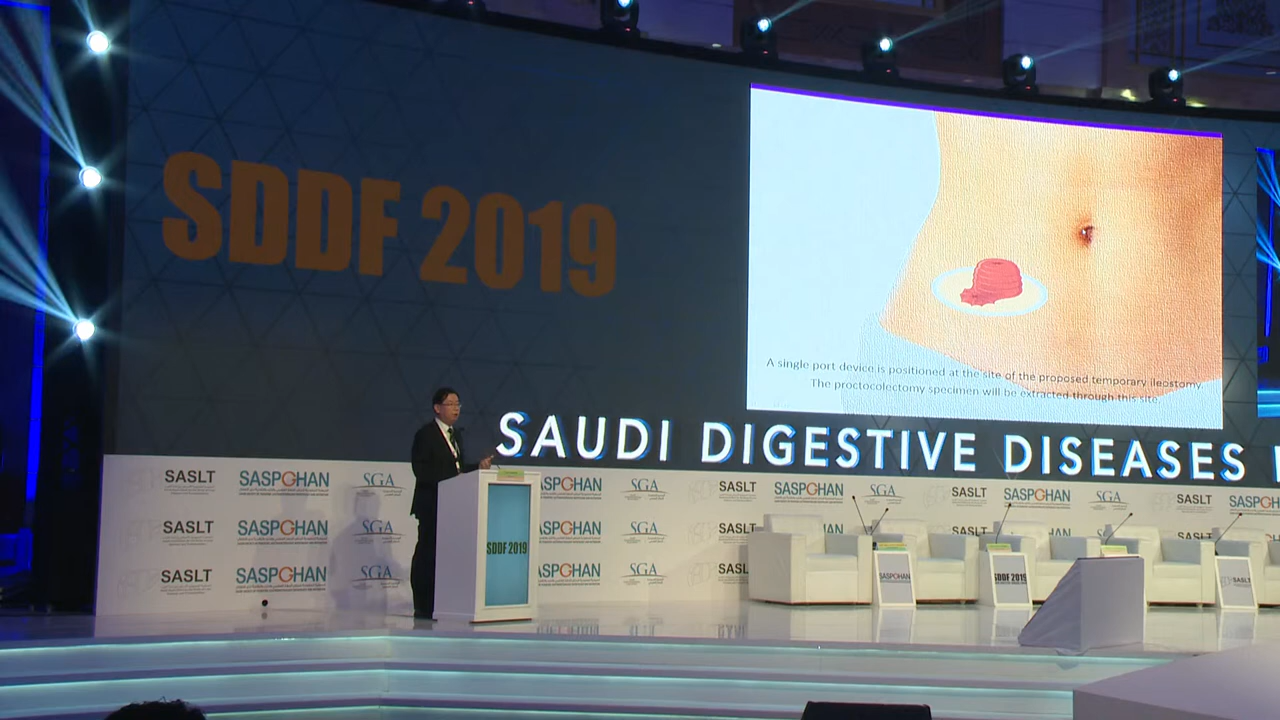 SDDF 2019
A single port device is positioned at the site of the proposed temporary ileostomy.
The proctocolectomy specimen will be extracted through this site
SAUDI DIGESTIVE DISEASES
SASLT SASPGHAN SGA SASPGHAN SGA SASLT SASPGHAN SGA SASLT SASPGHAN SGA SASLT SASPGH
SASLT SASPGHAN SGA SASPGHAN SGA SASLT SASLT
SDDF 2019
SASLT SASPGHAN SGA SASPGHAN SGA SASL
SASPGHAN
SDDF 2019
SASLT